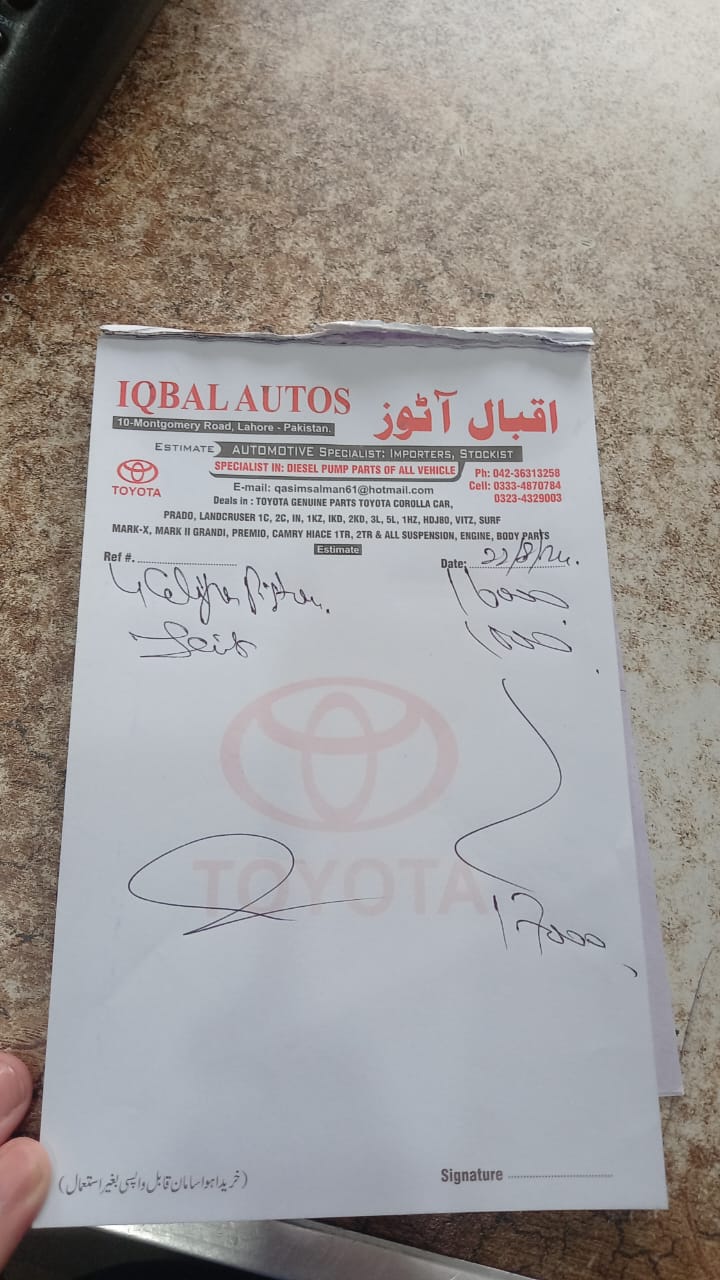 IQBAL AUTOS
اقبال آٹوز
10-Montgomery Road, Lahore - Pakistan.
ESTIMATE AUTOMOTIVE SPECIALIST: IMPORTERS, STOCKIST
SPECIALIST IN: DIESEL PUMP PARTS OF ALL VEHICLE
TOYOTA
E-mail: qasimsalman61@hotmail.com
Ph: 042-36313258
Cell: 0333-4870784
0323-4329003
Deals in : TOYOTA GENUINE PARTS TOYOTA COROLLA CAR,
PRADO, LANDCRUSER 1C, 2C, IN, 1KZ, IKD, 2KD, 3L, 5L, 1HZ, HDJ80, VITZ, SURF
MARK-X, MARK II GRANDI, PREMIO, CAMRY HIACE 1TR, 2TR & ALL SUSPENSION, ENGINE, BODY PARTS
Estimate
Ref #.
Date: 22/8/24.
4 16000
1000
TOYOTA
17000
(خریدا ہوا سامان قابل واپسی بغیر استعمال)
Signature